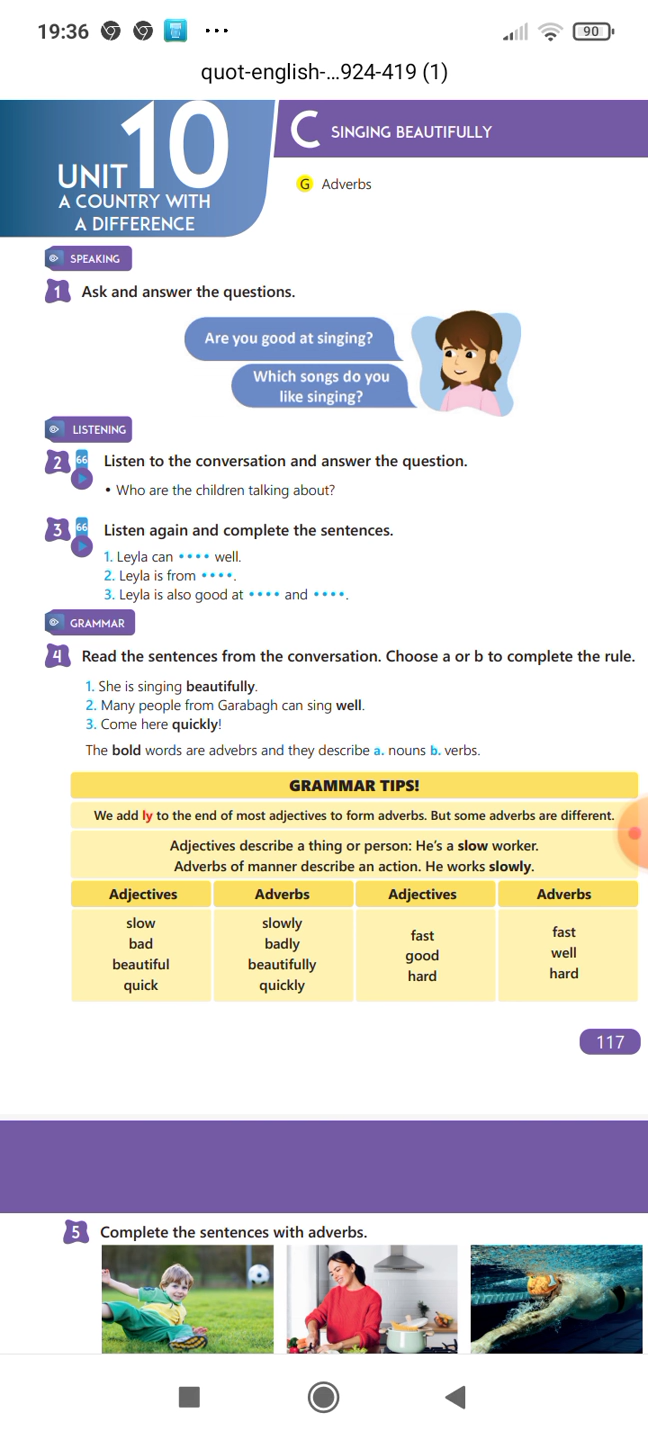 19:36
90
quot-english-...924-419 (1)
UNIT 10
A COUNTRY WITH
A DIFFERENCE
C SINGING BEAUTIFULLY
G Adverbs
SPEAKING
1 Ask and answer the questions.
Are you good at singing?
Which songs do you
like singing?
LISTENING
2 66 Listen to the conversation and answer the question.
• Who are the children talking about?
3 66 Listen again and complete the sentences.
1. Leyla can •••• well.
2. Leyla is from ••••.
3. Leyla is also good at •••• and ••••.
GRAMMAR
4 Read the sentences from the conversation. Choose a or b to complete the rule.
1. She is singing beautifully.
2. Many people from Garabagh can sing well.
3. Come here quickly!
The bold words are advebrs and they describe a. nouns b. verbs.
GRAMMAR TIPS!
We add ly to the end of most adjectives to form adverbs. But some adverbs are different.
Adjectives describe a thing or person: He's a slow worker.
Adverbs of manner describe an action. He works slowly.
Adjectives Adverbs Adjectives Adverbs
slow slowly
bad badly
beautiful beautifully
quick quickly
fast fast
good well
hard hard
117
5 Complete the sentences with adverbs.